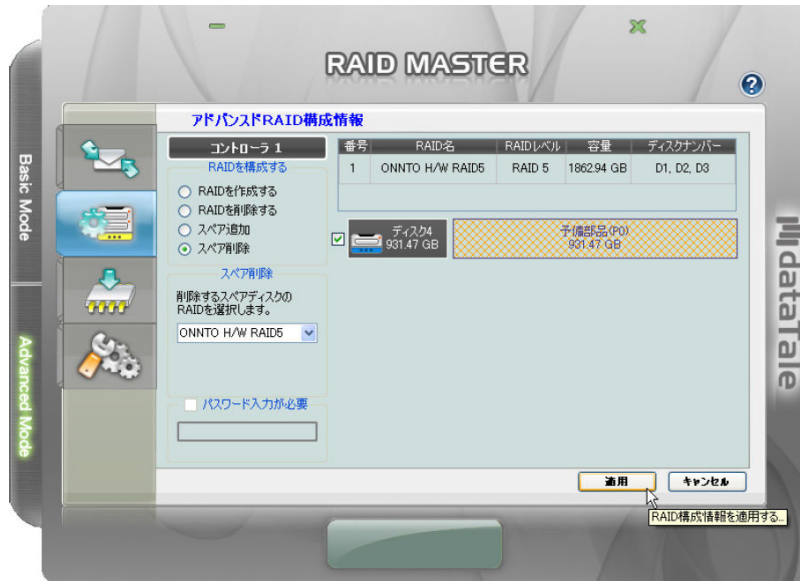 RAID MASTER
アドバンスドRAID構成情報
Basic Mode
Advanced Mode
コントローラ 1
RAIDを構成する
RAIDを作成する
RAIDを削除する
スペア追加
スペア削除
スペア削除
削除するスペアディスクの
RAIDを選択します。
ONNTO H/W RAID5
パスワード入力が必要
番号 RAID名 RAIDレベル 容量 ディスクナンバー
1 ONNTO H/W RAID5 RAID 5 1862.94 GB D1, D2, D3
ディスク4
931.47 GB
予備部品(P0)
931.47 GB
適用 キャンセル
RAID構成情報を適用する...
dataTale